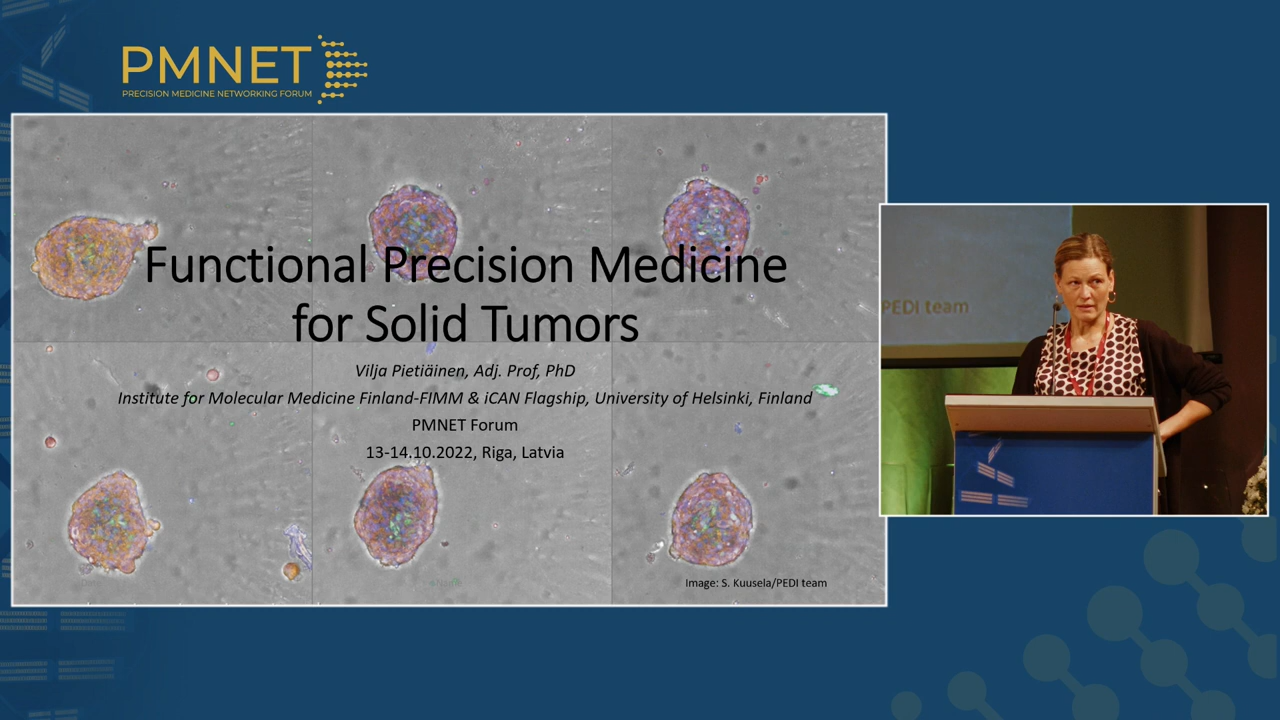 PMNET
PRECISION MEDICINE NETWORKING FORUM
Functional Precision Medicine
for Solid Tumors
Vilja Pietiäinen, Adj. Prof, PhD
Institute for Molecular Medicine Finland-FIMM & iCAN Flagship, University of Helsinki, Finland
PMNET Forum
13-14.10.2022, Riga, Latvia
Image: S. Kuusela/PEDI team
PEDI team